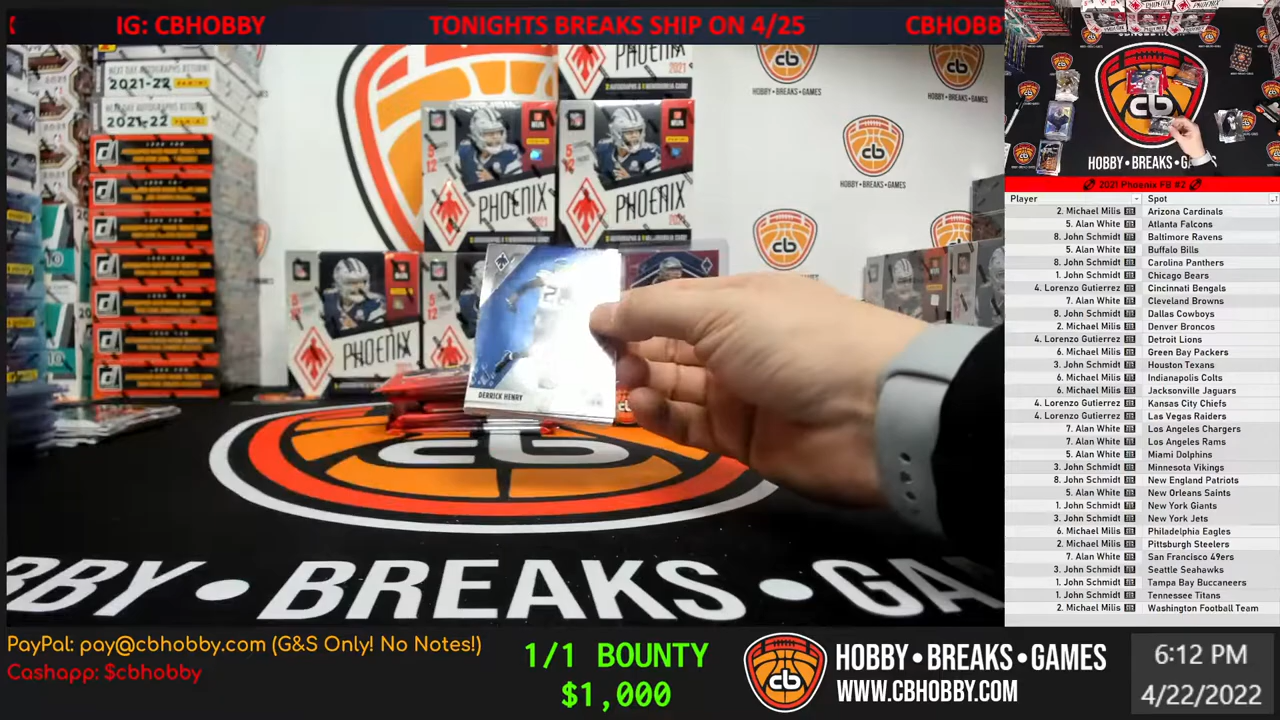 IG: CBHOBBY
TONIGHTS BREAKS SHIP ON 4/25
CBHOBB
PHOENIX
2021
2021-22
2021-22
HOBBY•BREAKS•GAMES
HOBBY•BREAKS•GAMES
cb
HOBBY•BREAKS•GAMES
PHOENIX
PHOENIX
cb
PHOENIX
DERRICK HENRY
cb
BBY•BREAKS•GA
cb
HOBBY•BREAKS•GAMES
2021 Phoenix FB #2
Player Spot
2. Michael Milis Arizona Cardinals
5. Alan White Atlanta Falcons
8. John Schmidt Baltimore Ravens
5. Alan White Buffalo Bills
8. John Schmidt Carolina Panthers
1. John Schmidt Chicago Bears
4. Lorenzo Gutierrez Cincinnati Bengals
7. Alan White Cleveland Browns
8. John Schmidt Dallas Cowboys
2. Michael Milis Denver Broncos
4. Lorenzo Gutierrez Detroit Lions
6. Michael Milis Green Bay Packers
3. John Schmidt Houston Texans
6. Michael Milis Indianapolis Colts
6. Michael Milis Jacksonville Jaguars
4. Lorenzo Gutierrez Kansas City Chiefs
4. Lorenzo Gutierrez Las Vegas Raiders
7. Alan White Los Angeles Chargers
7. Alan White Los Angeles Rams
5. Alan White Miami Dolphins
3. John Schmidt Minnesota Vikings
8. John Schmidt New England Patriots
5. Alan White New Orleans Saints
1. John Schmidt New York Giants
3. John Schmidt New York Jets
6. Michael Milis Philadelphia Eagles
2. Michael Milis Pittsburgh Steelers
7. Alan White San Francisco 49ers
3. John Schmidt Seattle Seahawks
1. John Schmidt Tampa Bay Buccaneers
1. John Schmidt Tennessee Titans
2. Michael Milis Washington Football Team
PayPal: pay@cbhobby.com (G&S Only! No Notes!)
Cashapp: $cbhobby
1/1 BOUNTY
$1,000
cb
HOBBY•BREAKS•GAMES
WWW.CBHOBBY.COM
6:12 PM
4/22/2022